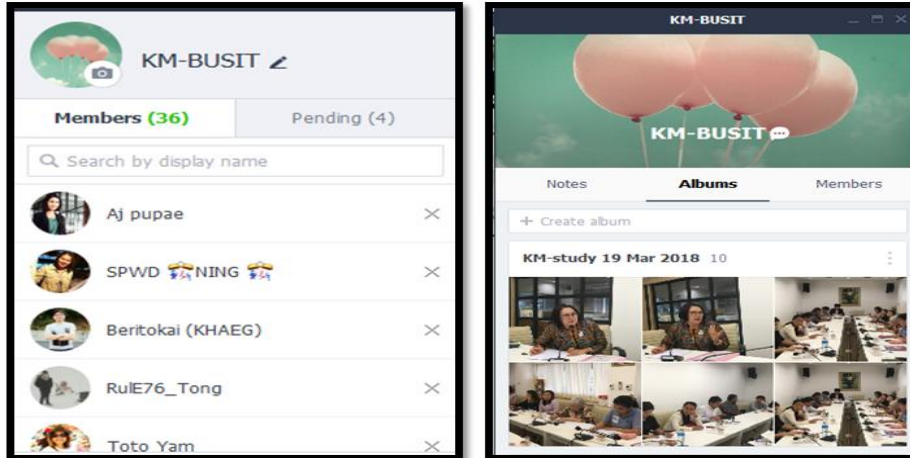 KM-BUSIT
Members (36)
Pending (4)
Search by display name
Aj pupae
SPWD NING
Beritokai (KHAEG)
RulE76_Tong
Toto Yam
KM-BUSIT
KM-BUSIT
Notes
Albums
Members
+ Create album
KM-study 19 Mar 2018 10